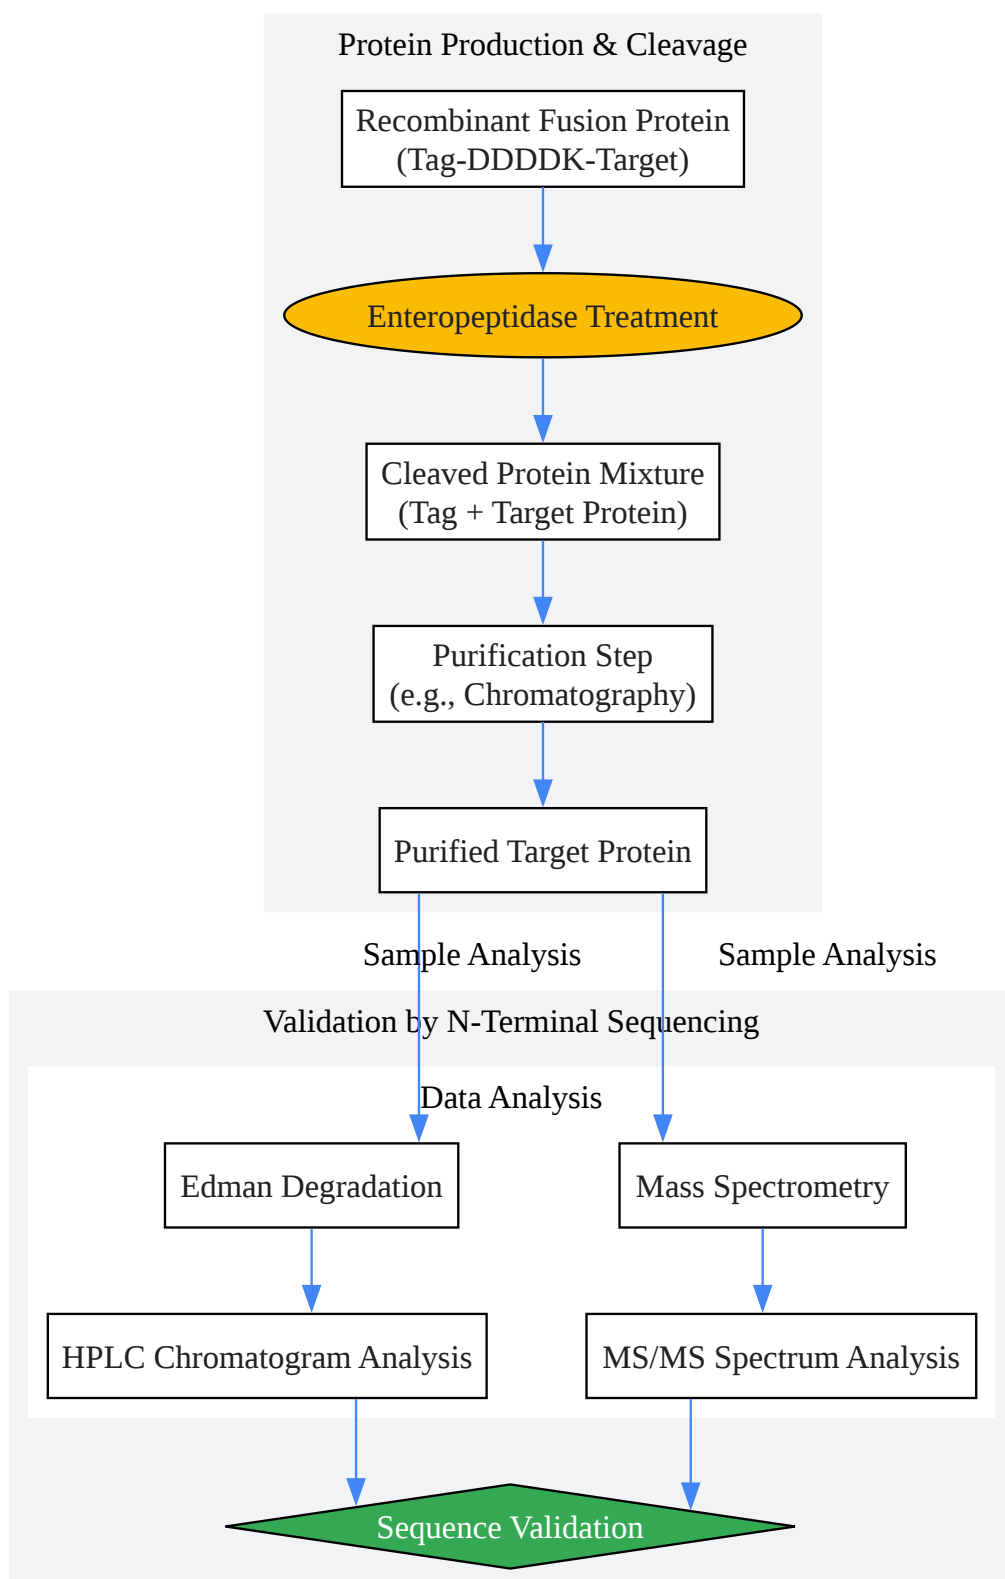 Protein Production & Cleavage
Recombinant Fusion Protein
(Tag-DDDDK-Target)
Enteropeptidase Treatment
Cleaved Protein Mixture
(Tag + Target Protein)
Purification Step
(e.g., Chromatography)
Purified Target Protein
Sample Analysis
Sample Analysis
Validation by N-Terminal Sequencing
Data Analysis
Edman Degradation
Mass Spectrometry
HPLC Chromatogram Analysis
MS/MS Spectrum Analysis
Sequence Validation